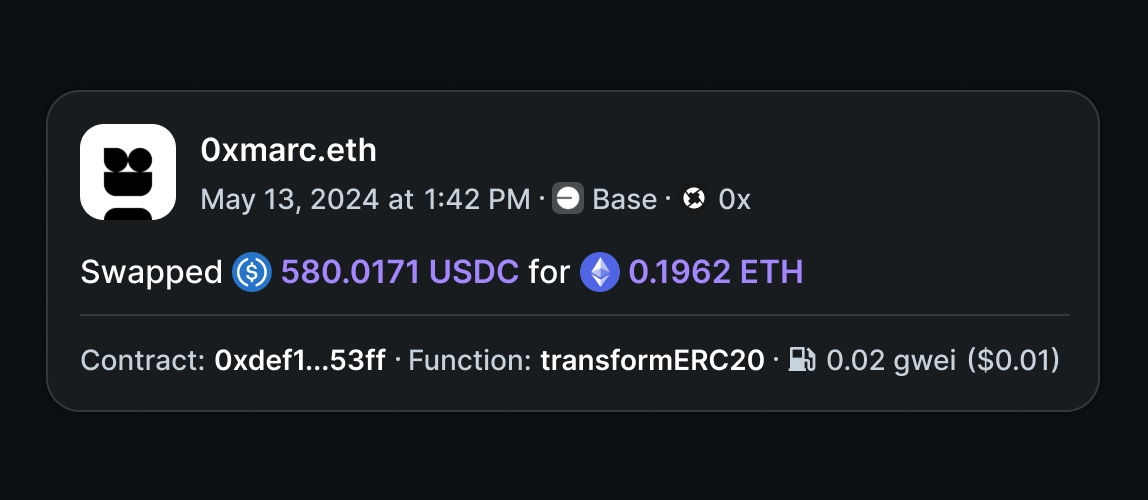 0xmarc.eth
May 13, 2024 at 1:42 PM · Base · 0x
Swapped 580.0171 USDC for 0.1962 ETH
Contract: 0xdef1...53ff · Function: transformERC20 · 0.02 gwei ($0.01)